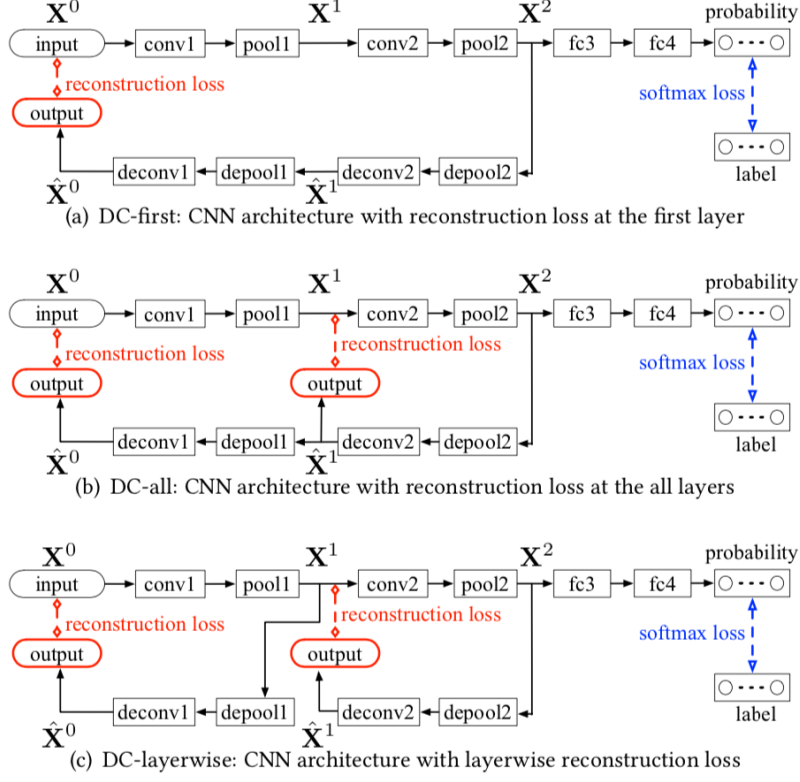 X⁰ X¹ X² probability
input conv1 pool1 conv2 pool2 fc3 fc4
reconstruction loss softmax loss
output
deconv1 depool1 deconv2 depool2 label
X̂⁰ X̂¹
(a) DC-first: CNN architecture with reconstruction loss at the first layer
X⁰ X¹ X² probability
input conv1 pool1 conv2 pool2 fc3 fc4
reconstruction loss reconstruction loss softmax loss
output output
deconv1 depool1 deconv2 depool2 label
X̂⁰ X̂¹
(b) DC-all: CNN architecture with reconstruction loss at the all layers
X⁰ X¹ X² probability
input conv1 pool1 conv2 pool2 fc3 fc4
reconstruction loss reconstruction loss softmax loss
output output
deconv1 depool1 deconv2 depool2 label
X̂⁰ X̂¹
(c) DC-layerwise: CNN architecture with layerwise reconstruction loss